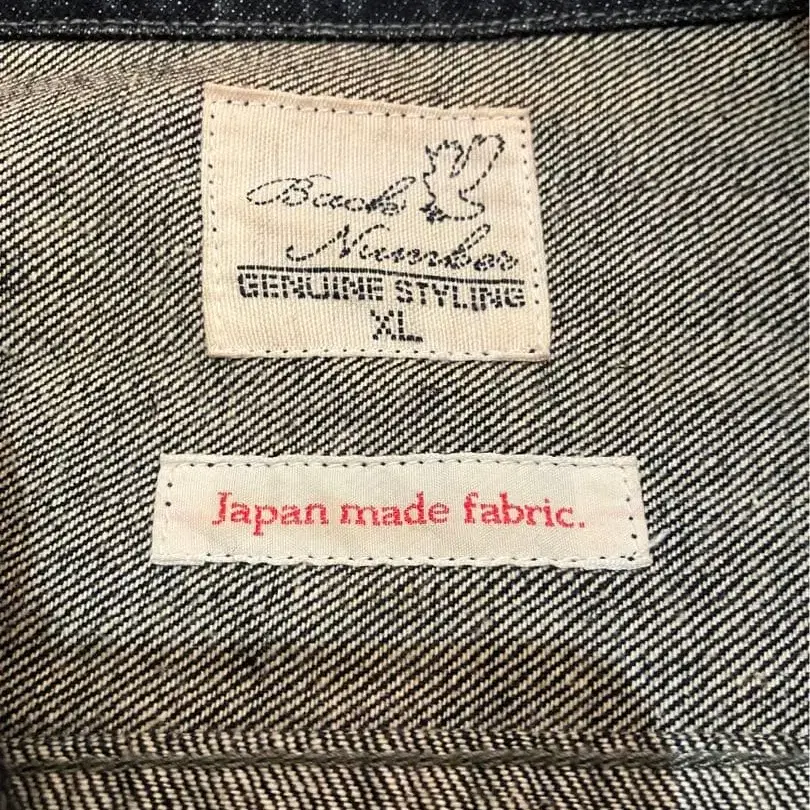 Back
Number
GENUINE STYLING
XL
Japan made fabric.